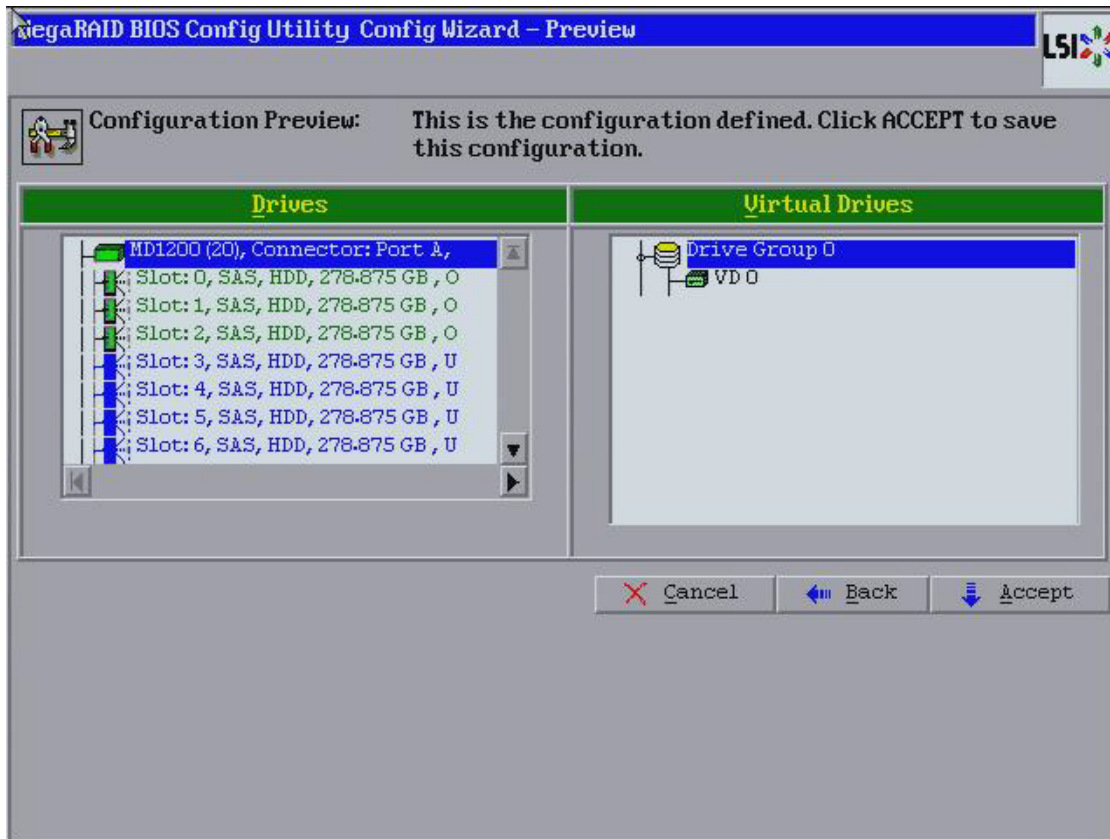 MegaRAID BIOS Config Utility Config Wizard – Preview
LSI
Configuration Preview:
This is the configuration defined. Click ACCEPT to save
this configuration.
Drives
Virtual Drives
MD1200 (20), Connector: Port A,
Slot: 0, SAS, HDD, 278.875 GB , O
Slot: 1, SAS, HDD, 278.875 GB , O
Slot: 2, SAS, HDD, 278.875 GB , O
Slot: 3, SAS, HDD, 278.875 GB , U
Slot: 4, SAS, HDD, 278.875 GB , U
Slot: 5, SAS, HDD, 278.875 GB , U
Slot: 6, SAS, HDD, 278.875 GB , U
Drive Group 0
VD 0
Cancel
Back
Accept